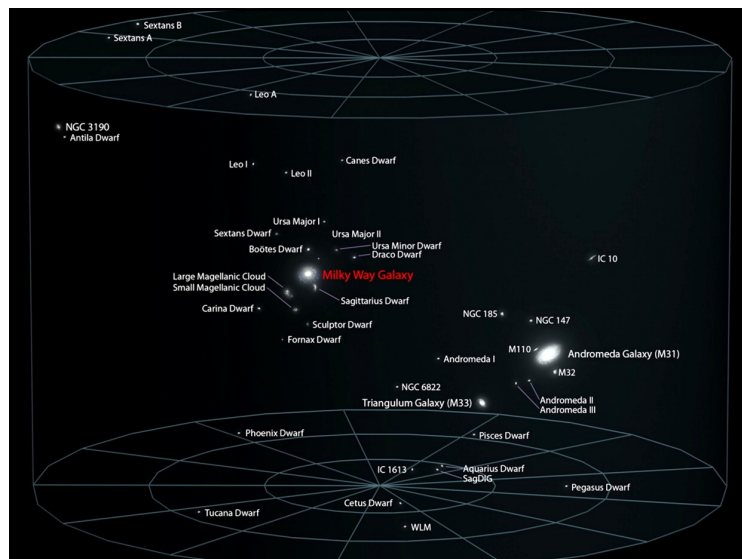 Sextans B
Sextans A
Leo A
NGC 3190
Antila Dwarf
Leo I
Leo II
Canes Dwarf
Ursa Major I
Sextans Dwarf
Ursa Major II
Boötes Dwarf
Ursa Minor Dwarf
Draco Dwarf
IC 10
Milky Way Galaxy
Large Magellanic Cloud
Small Magellanic Cloud
Sagittarius Dwarf
Carina Dwarf
NGC 185
NGC 147
Sculptor Dwarf
Fornax Dwarf
M110
Andromeda Galaxy (M31)
Andromeda I
M32
NGC 6822
Andromeda II
Andromeda III
Triangulum Galaxy (M33)
Phoenix Dwarf
Pisces Dwarf
IC 1613
Aquarius Dwarf
SagDIG
Pegasus Dwarf
Cetus Dwarf
Tucana Dwarf
WLM